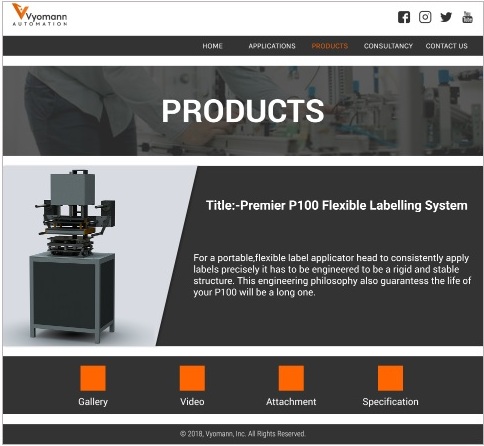 Vyomann
AUTOMATION
You
Tube
HOME APPLICATIONS PRODUCTS CONSULTANCY CONTACT US
PRODUCTS
Title:-Premier P100 Flexible Labelling System
For a portable,flexible label applicator head to consistently apply
labels precisely it has to be engineered to be a rigid and stable
structure. This engineering philosophy also guarantess the life of
your P100 will be a long one.
Gallery Video Attachment Specification
© 2018, Vyomann, Inc. All Rights Reserved.